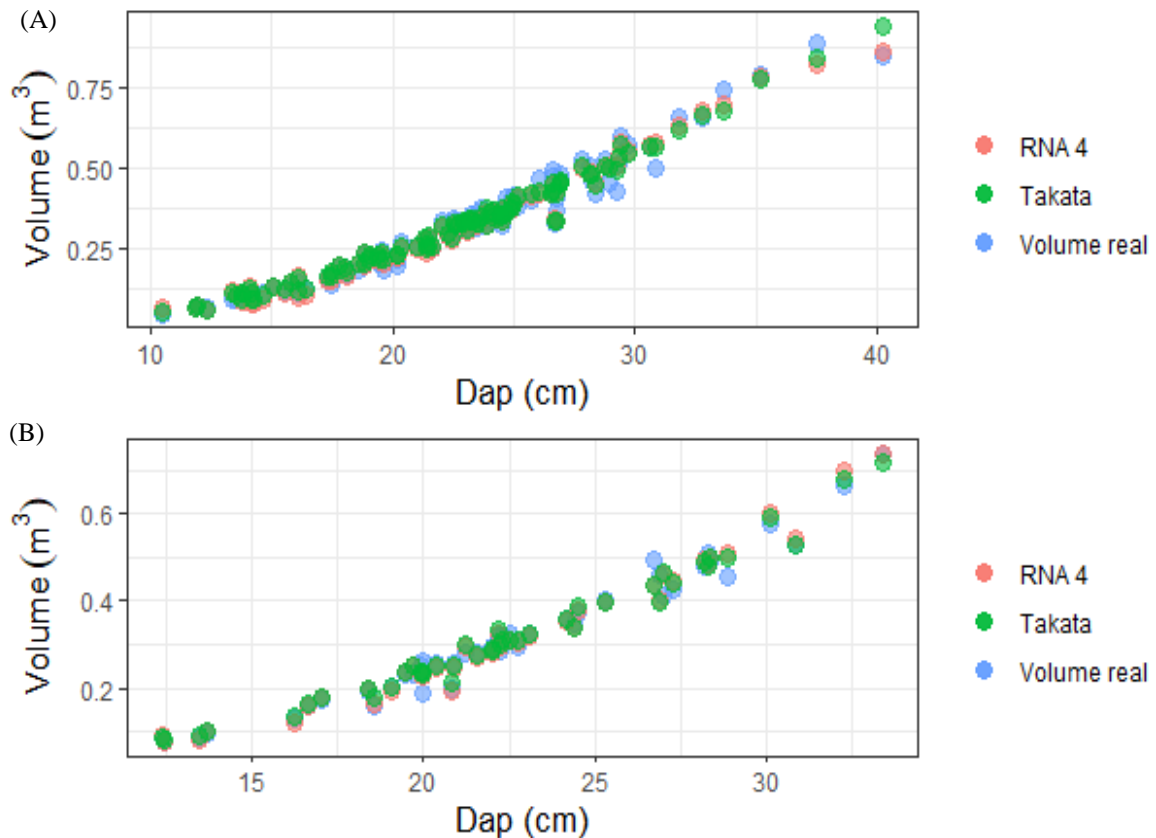 (A)
Volume (m³)
0.75
0.50
0.25
10 20 30 40
Dap (cm)
RNA 4
Takata
Volume real
(B)
Volume (m³)
0.6
0.4
0.2
15 20 25 30
Dap (cm)
RNA 4
Takata
Volume real